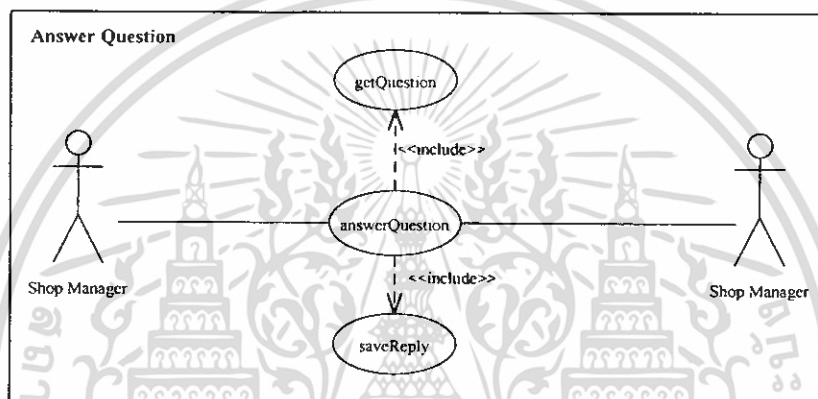 Answer Question
getQuestion
<<include>>
answerQuestion
Shop Manager
Shop Manager
<<include>>
saveReply